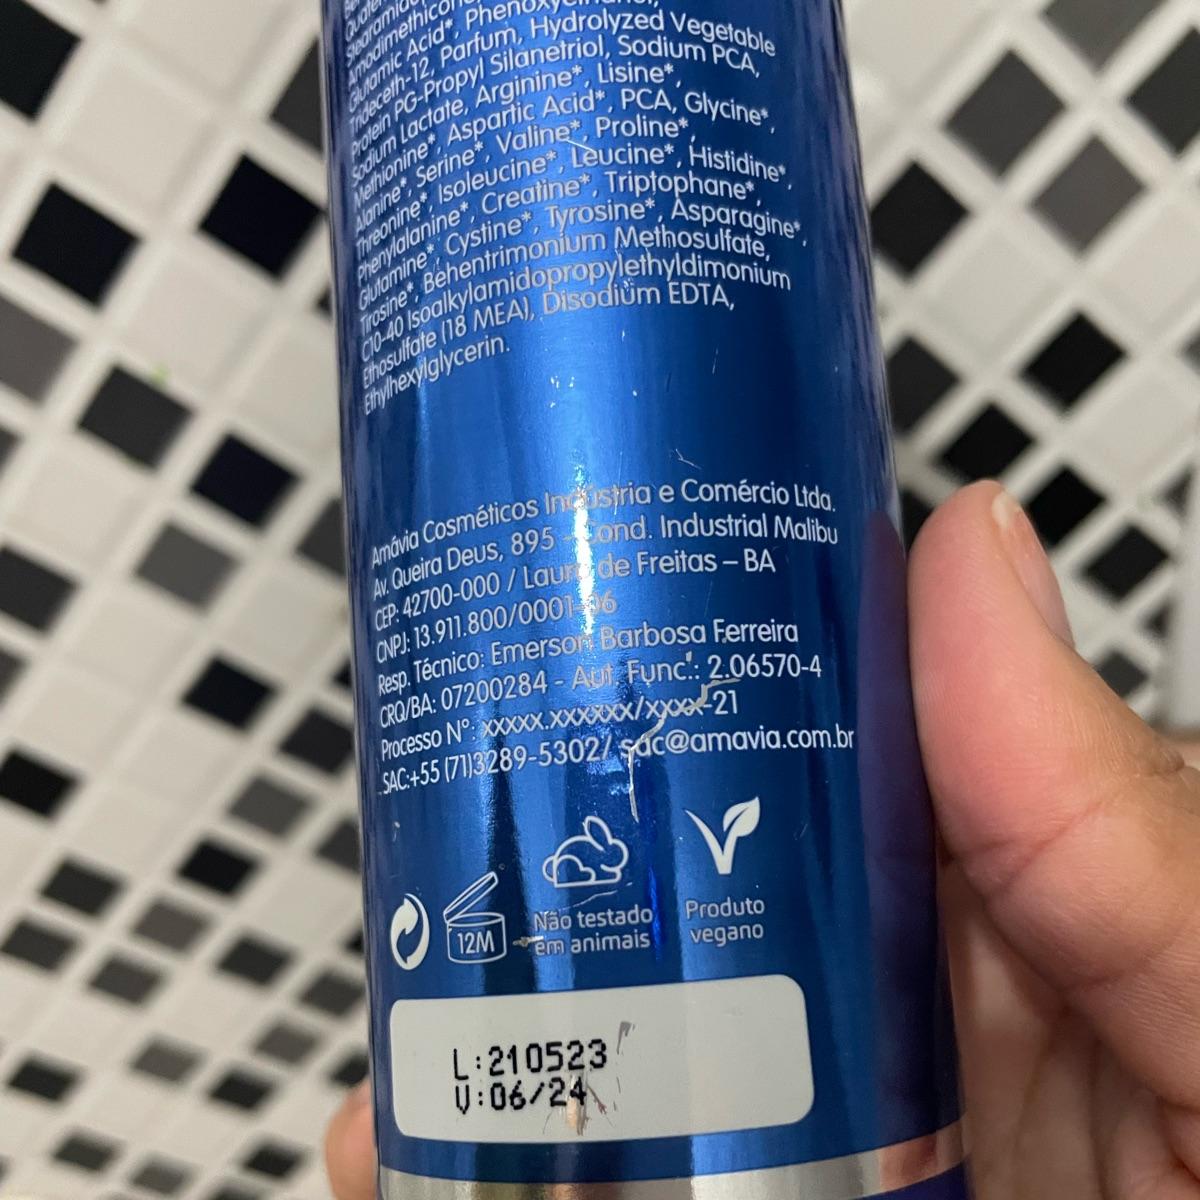 Quate
Stearamido
Amodimethicone
Glutamic Acid*, Phenoxyethanol,
Trideceth-12, Parfum, Hydrolyzed Vegetable
Protein PG-Propyl Silanetriol, Sodium PCA,
Sodium Lactate, Arginine*, Lisine*,
Methionine*, Aspartic Acid*, PCA, Glycine*,
Alanine*, Serine*, Valine*, Proline*,
Threonine*, Isoleucine*, Leucine*, Histidine*,
Phenylalanine*, Creatine*, Triptophane*,
Glutamine*, Cystine*, Tyrosine*, Asparagine*,
Tirosine*, Behentrimonium Methosulfate,
C10-40 Isoalkylamidopropylethyldimonium
Ethosulfate (18 MEA), Disodium EDTA,
Ethylhexylglycerin.
Amávia Cosméticos Indústria e Comércio Ltda.
Av. Queira Deus, 895 - Cond. Industrial Malibu
CEP: 42700-000 / Lauro de Freitas – BA
CNPJ: 13.911.800/0001-06
Resp. Técnico: Emerson Barbosa Ferreira
CRQ/BA: 07200284 - Aut. Func.: 2.06570-4
Processo N°: xxxxx.xxxxxx/xxxx-21
SAC:+55 (71)3289-5302/ sac@amavia.com.br
12M
Não testado
em animais
Produto
vegano
L:210523
V:06/24